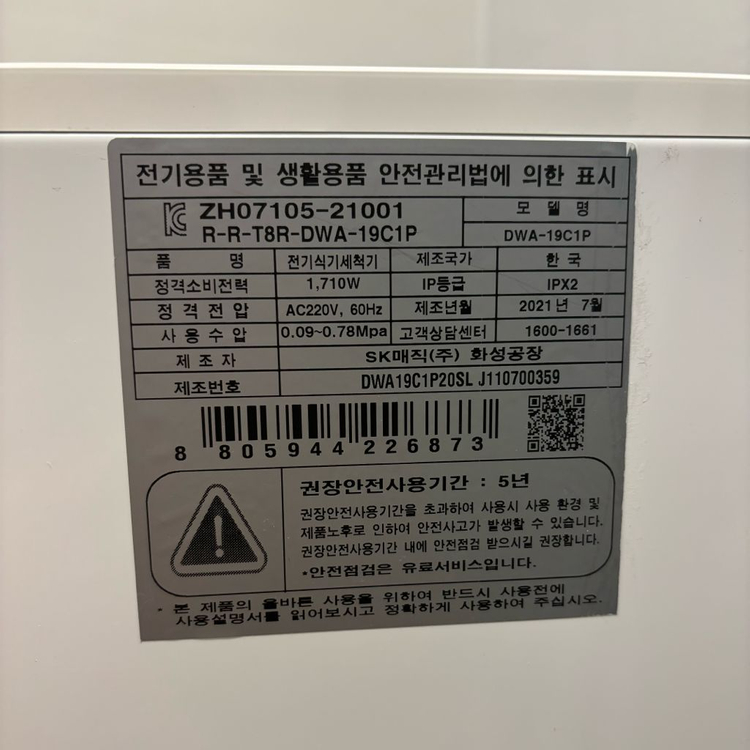 전기용품 및 생활용품 안전관리법에 의한 표시
ZH07105-21001
R-R-T8R-DWA-19C1P
모 델 명
DWA-19C1P
품 명 전기식기세척기 제조국가 한 국
정격소비전력 1,710W IP등급 IPX2
정 격 전 압 AC220V, 60Hz 제조년월 2021년 7월
사 용 수 압 0.09~0.78Mpa 고객상담센터 1600-1661
제 조 자 SK매직(주) 화성공장
제조번호 DWA19C1P20SL J110700359
8 805944 226873
권장안전사용기간 : 5년
권장안전사용기간을 초과하여 사용시 사용 환경 및
제품노후로 인하여 안전사고가 발생할 수 있습니다.
권장안전사용기간 내에 안전점검 받으시길 권장합니다.
*안전점검은 유료서비스입니다.
* 본 제품의 올바른 사용을 위하여 반드시 사용전에
사용설명서를 읽어보시고 정확하게 사용하여 주십시오.